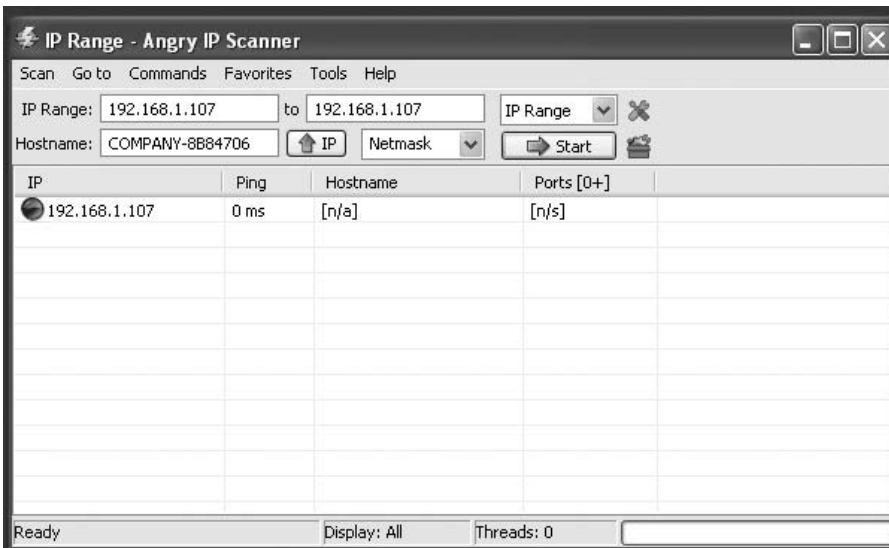 IP Range - Angry IP Scanner
Scan Go to Commands Favorites Tools Help
IP Range: 192.168.1.107 to 192.168.1.107 IP Range
Hostname: COMPANY-8B84706 IP Netmask Start
IP Ping Hostname Ports [0+]
192.168.1.107 0 ms [n/a] [n/s]
Ready Display: All Threads: 0